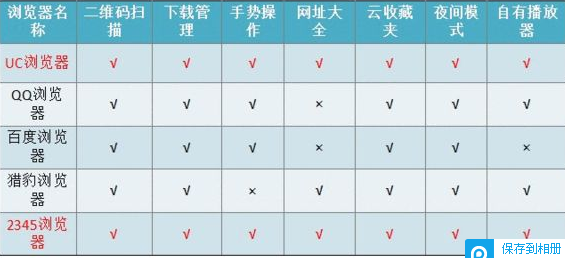 浏览器名称 二维码扫描 下载管理 手势操作 网址大全 云收藏夹 夜间模式 自有播放器
UC浏览器 √ √ √ √ √ √ √
QQ浏览器 √ √ √ × √ √ √
百度浏览器 √ √ √ × √ √ ×
猎豹浏览器 √ √ × √ √ √ √
2345浏览器 √ √ √ √ √ √ √
保存到相册